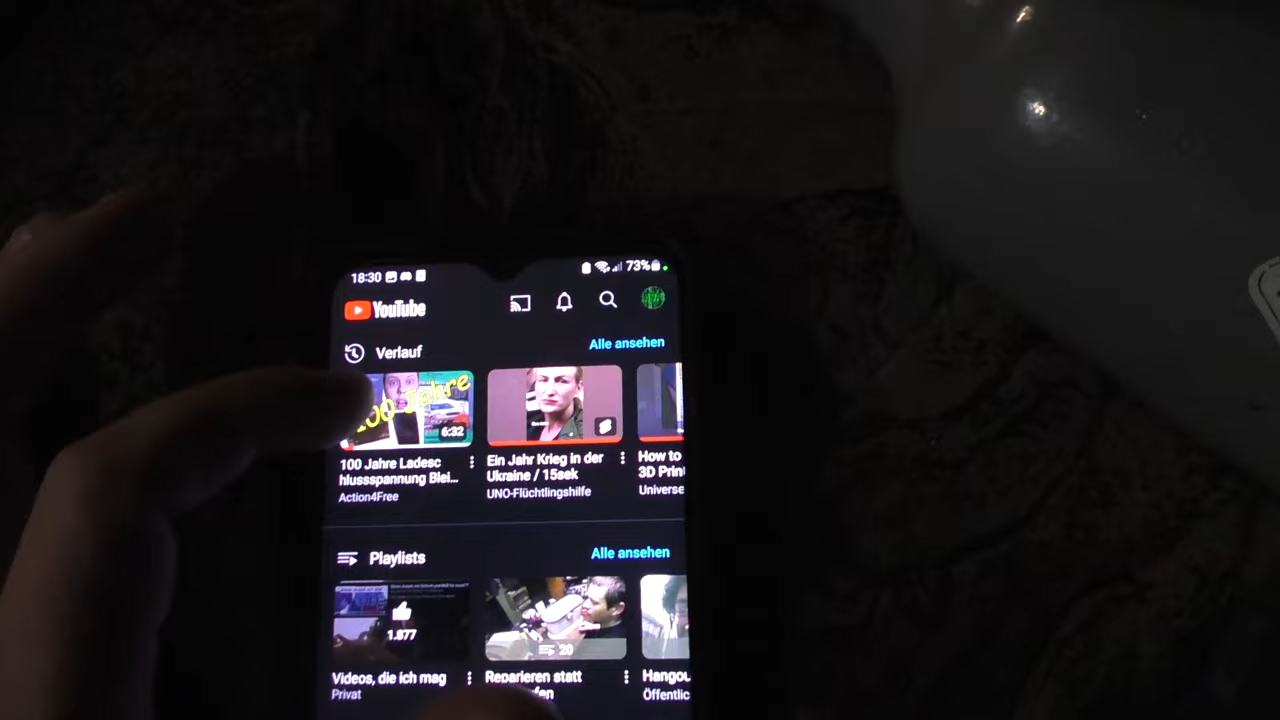 18:30
73%
YouTube
Verlauf
Alle ansehen
100 Jahre
6:32
100 Jahre Ladesc
hlussspannung Blei...
Action4Free
Ein Jahr Krieg in der
Ukraine / 15sek
UNO-Flüchtlingshilfe
How to
3D Prin
Universe
Playlists
Alle ansehen
1.877
Videos, die ich mag
Privat
20
Reparieren statt
Hangou
Öffentlic